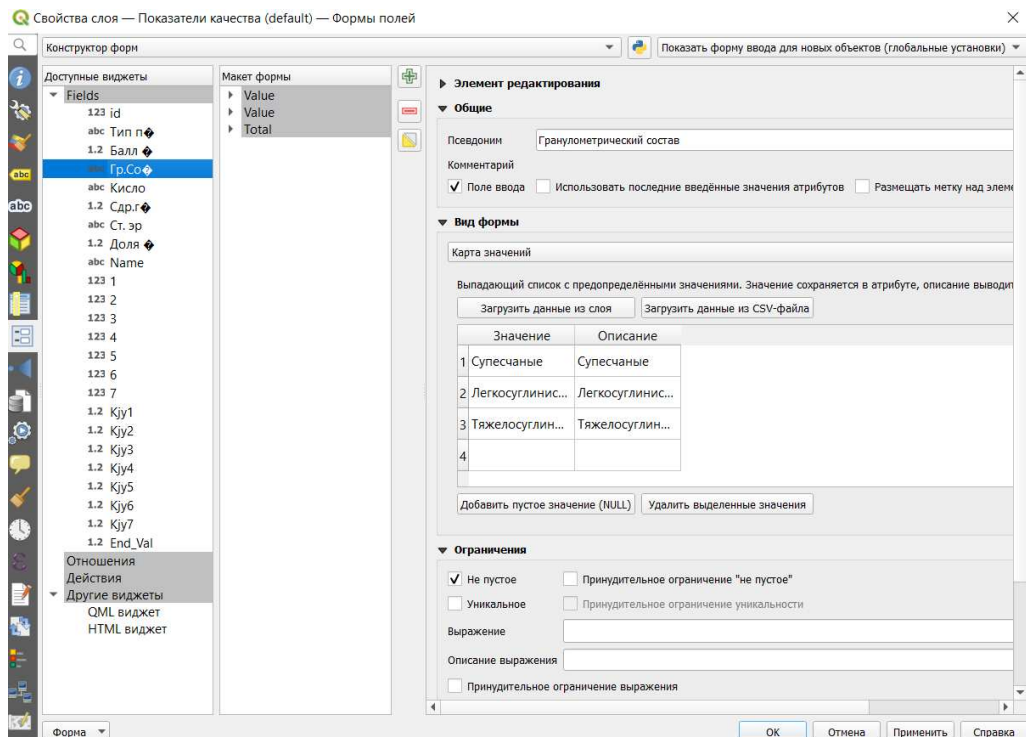 Свойства слоя — Показатели качества (default) — Формы полей
Конструктор форм
Показать форму ввода для новых объектов (глобальные установки)
Доступные виджеты
Fields
123 id
abc Тип п�
1.2 Балл �
Гр.Со�
abc Кисло
1.2 Сдр.г�
abc Ст. эр
1.2 Доля �
abc Name
123 1
123 2
123 3
123 4
123 5
123 6
123 7
1.2 Kjy1
1.2 Kjy2
1.2 Kjy3
1.2 Kjy4
1.2 Kjy5
1.2 Kjy6
1.2 Kjy7
1.2 End_Val
Отношения
Действия
Другие виджеты
QML виджет
HTML виджет
Макет формы
Value
Value
Total
Элемент редактирования
Общие
Псевдоним Гранулометрический состав
Комментарий
Поле ввода Использовать последние введённые значения атрибутов Размещать метку над элеме
Вид формы
Карта значений
Выпадающий список с предопределёнными значениями. Значение сохраняется в атрибуте, описание выводит
Загрузить данные из слоя Загрузить данные из CSV-файла
Значение Описание
1 Супесчаные Супесчаные
2 Легкосуглинис... Легкосуглинис...
3 Тяжелосуглин... Тяжелосуглин...
4
Добавить пустое значение (NULL) Удалить выделенные значения
Ограничения
Не пустое Принудительное ограничение "не пустое"
Уникальное Принудительное ограничение уникальности
Выражение
Описание выражения
Принудительное ограничение выражения
Форма
OK Отмена Применить Справка